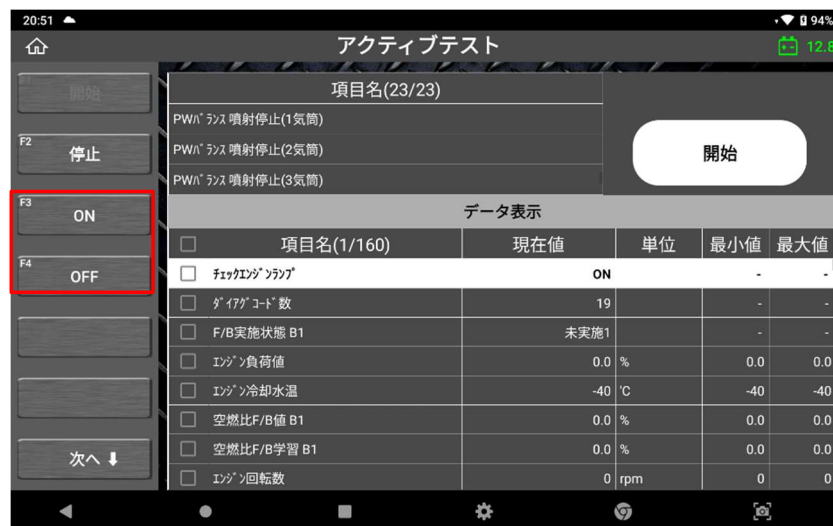 20:51
94%
アクティブテスト
12.8
F1
開始
項目名(23/23)
PWﾊﾞﾗﾝｽ 噴射停止(1気筒)
F2
停止
PWﾊﾞﾗﾝｽ 噴射停止(2気筒)
開始
PWﾊﾞﾗﾝｽ 噴射停止(3気筒)
F3
ON
データ表示
項目名(1/160) 現在値 単位 最小値 最大値
F4
OFF
ﾁｪｯｸｴﾝｼﾞﾝﾗﾝﾌﾟ ON - -
ﾀﾞｲｱｸﾞｺｰﾄﾞ数 19 - -
F/B実施状態 B1 未実施1 - -
ｴﾝｼﾞﾝ負荷値 0.0 % 0.0 0.0
ｴﾝｼﾞﾝ冷却水温 -40 ℃ -40 -40
空燃比F/B値 B1 0.0 % 0.0 0.0
次へ ⬇
空燃比F/B学習 B1 0.0 % 0.0 0.0
ｴﾝｼﾞﾝ回転数 0 rpm 0 0